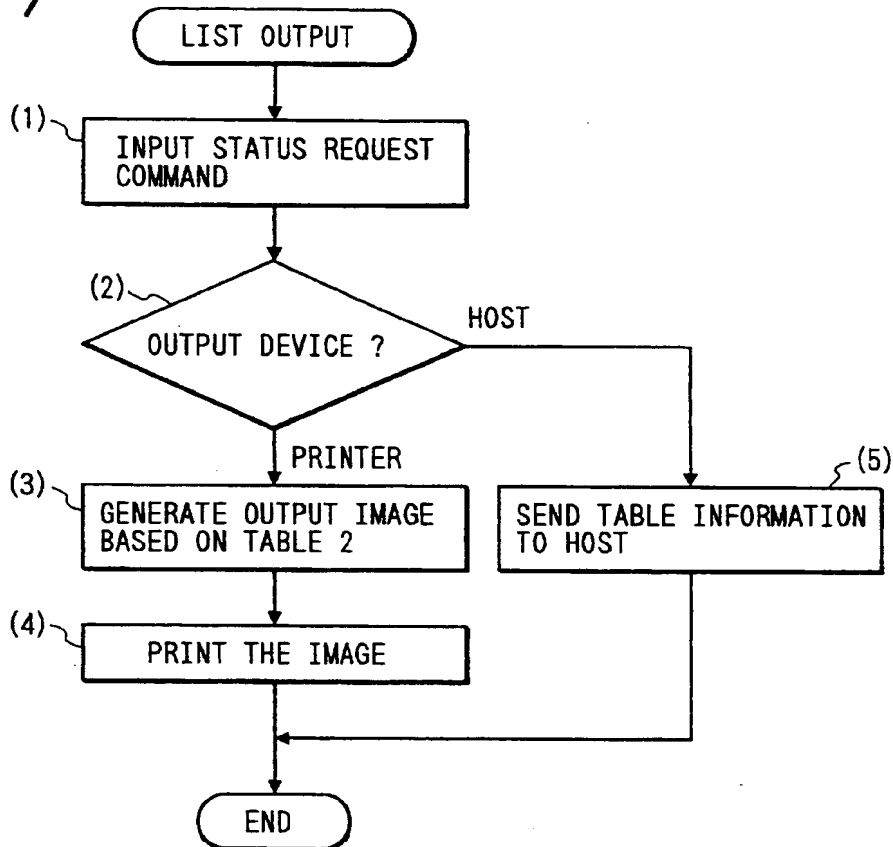 LIST OUTPUT
(1)
INPUT STATUS REQUEST
COMMAND
(2)
OUTPUT DEVICE ?
HOST
PRINTER
(3)
GENERATE OUTPUT IMAGE
BASED ON TABLE 2
(5)
SEND TABLE INFORMATION
TO HOST
(4)
PRINT THE IMAGE
END